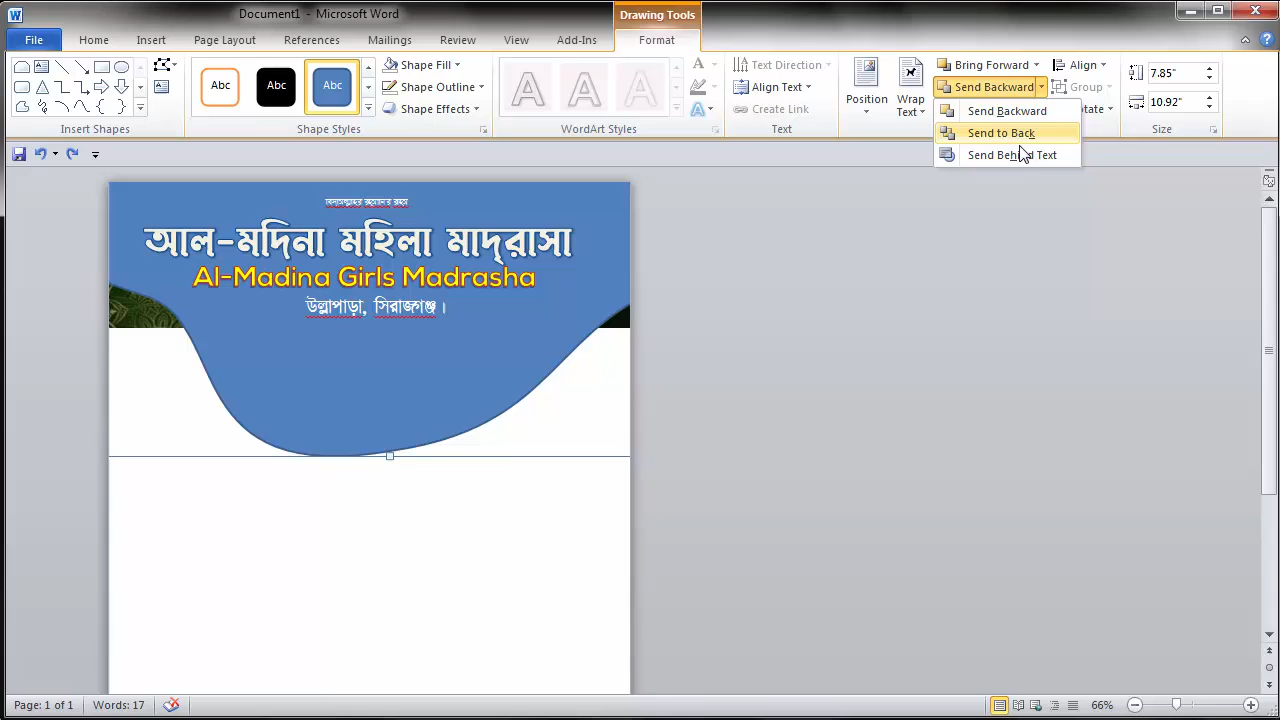 Document1 - Microsoft Word
Drawing Tools
File Home Insert Page Layout References Mailings Review View Add-Ins Format
Abc Abc Abc
Shape Fill
Shape Outline
Shape Effects
A A A
A
A
Text Direction
Align Text
Create Link
Position
Wrap Text
Bring Forward
Send Backward
Align
Group
otate
7.85"
10.92"
Insert Shapes Shape Styles WordArt Styles Text Size
Send Backward
Send to Back
Send Behind Text
আল-মদিনা মহিলা মাদ্রাসা
Al-Madina Girls Madrasha
উল্লাপাড়া, সিরাজগঞ্জ।
Page: 1 of 1 Words: 17 66%